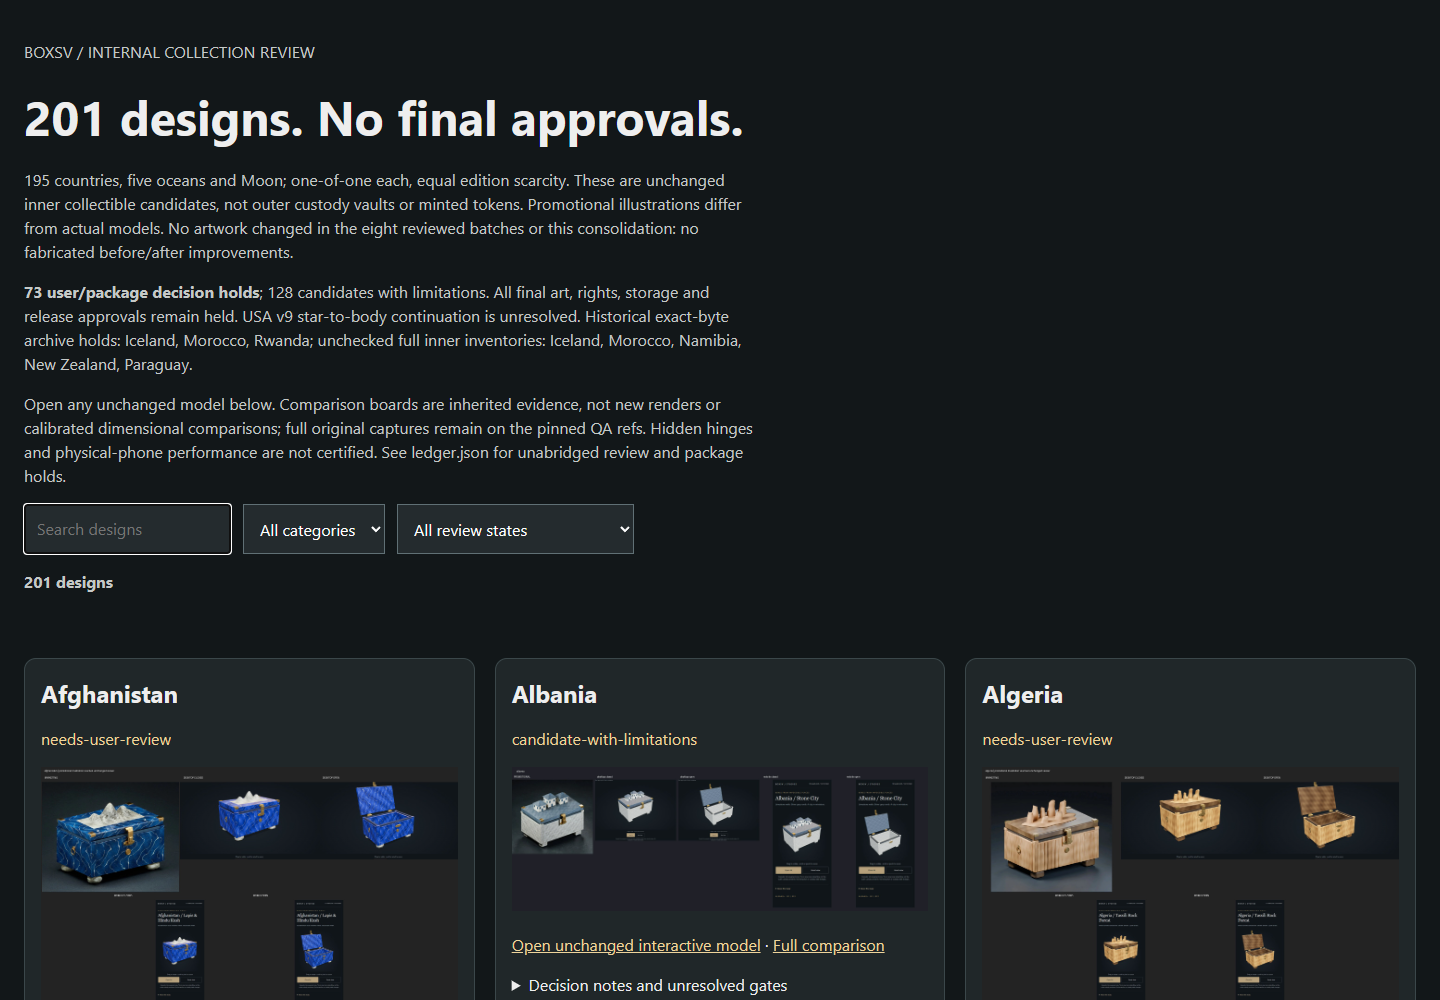 BOXSV / INTERNAL COLLECTION REVIEW
201 designs. No final approvals.
195 countries, five oceans and Moon; one-of-one each, equal edition scarcity. These are unchanged
inner collectible candidates, not outer custody vaults or minted tokens. Promotional illustrations differ
from actual models. No artwork changed in the eight reviewed batches or this consolidation: no
fabricated before/after improvements.
73 user/package decision holds; 128 candidates with limitations. All final art, rights, storage and
release approvals remain held. USA v9 star-to-body continuation is unresolved. Historical exact-byte
archive holds: Iceland, Morocco, Rwanda; unchecked full inner inventories: Iceland, Morocco, Namibia,
New Zealand, Paraguay.
Open any unchanged model below. Comparison boards are inherited evidence, not new renders or
calibrated dimensional comparisons; full original captures remain on the pinned QA refs. Hidden hinges
and physical-phone performance are not certified. See ledger.json for unabridged review and package
holds.
Search designs
All categories
All review states
201 designs
Afghanistan
needs-user-review
Albania
candidate-with-limitations
Albania / Stone City
Albania / Stone City
Open unchanged interactive model · Full comparison
▶ Decision notes and unresolved gates
Algeria
needs-user-review